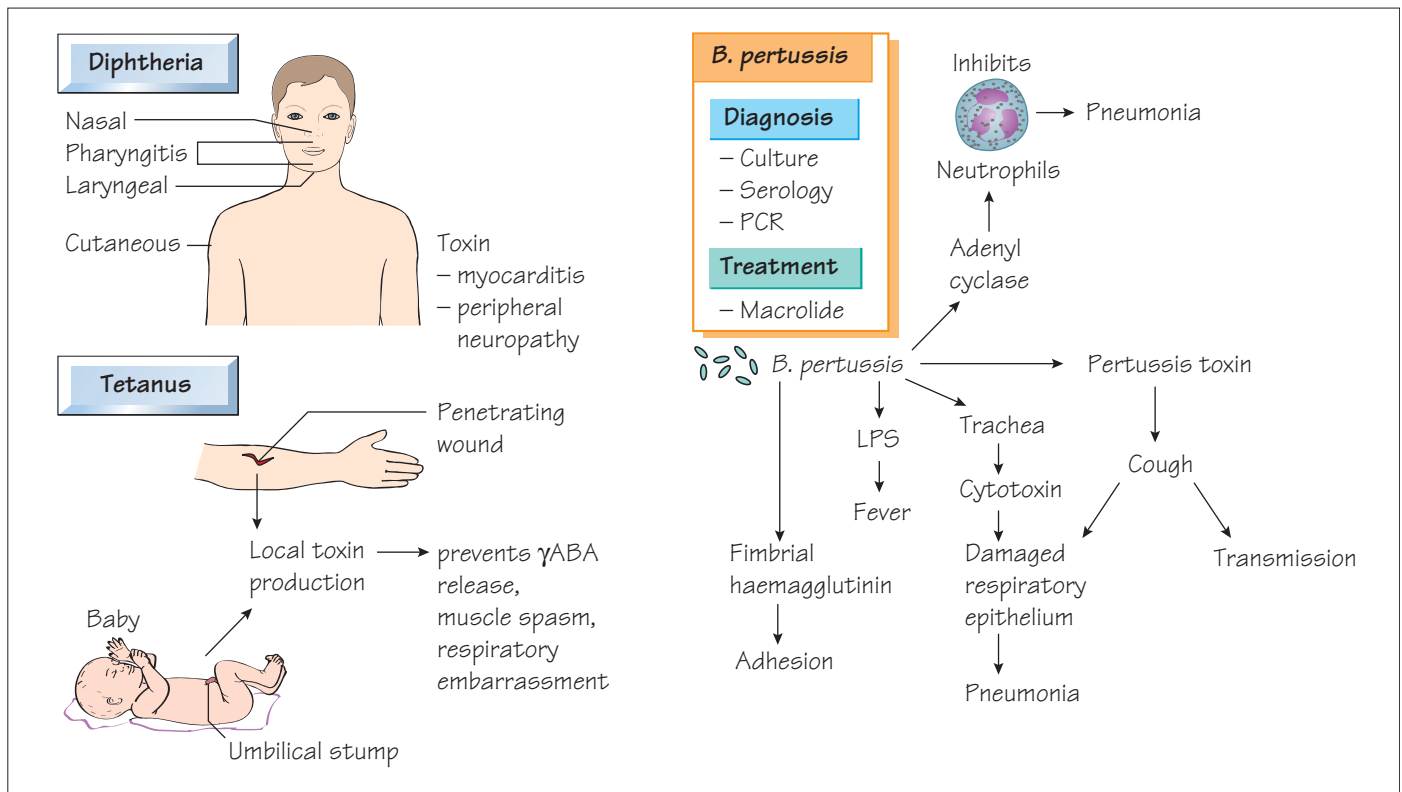 Diphtheria
Nasal
Pharyngitis
Laryngeal
Cutaneous
Toxin
– myocarditis
– peripheral
neuropathy
Tetanus
Penetrating
wound
Local toxin
production
prevents γABA
release,
muscle spasm,
respiratory
embarrassment
Baby
Umbilical stump
B. pertussis
Diagnosis
– Culture
– Serology
– PCR
Treatment
– Macrolide
Inhibits
Neutrophils
Pneumonia
Adenyl
cyclase
B. pertussis
Pertussis toxin
LPS
Fever
Trachea
Cytotoxin
Cough
Fimbrial
haemagglutinin
Adhesion
Damaged
respiratory
epithelium
Transmission
Pneumonia